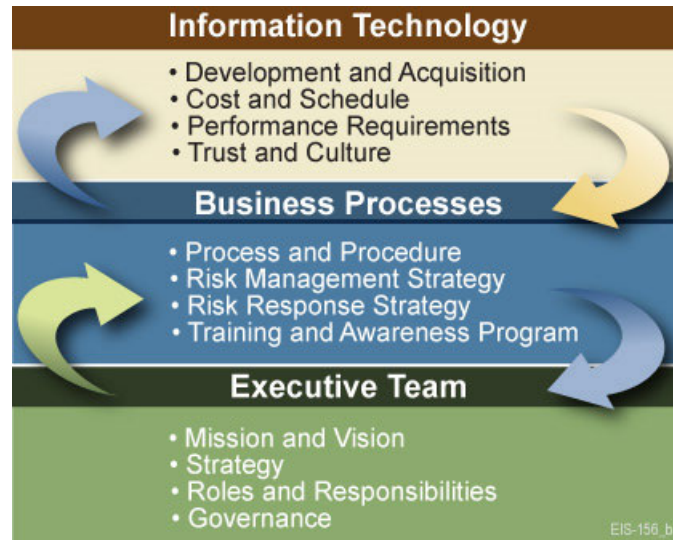 Information Technology
• Development and Acquisition
• Cost and Schedule
• Performance Requirements
• Trust and Culture
Business Processes
• Process and Procedure
• Risk Management Strategy
• Risk Response Strategy
• Training and Awareness Program
Executive Team
• Mission and Vision
• Strategy
• Roles and Responsibilities
• Governance
EIS-156_b